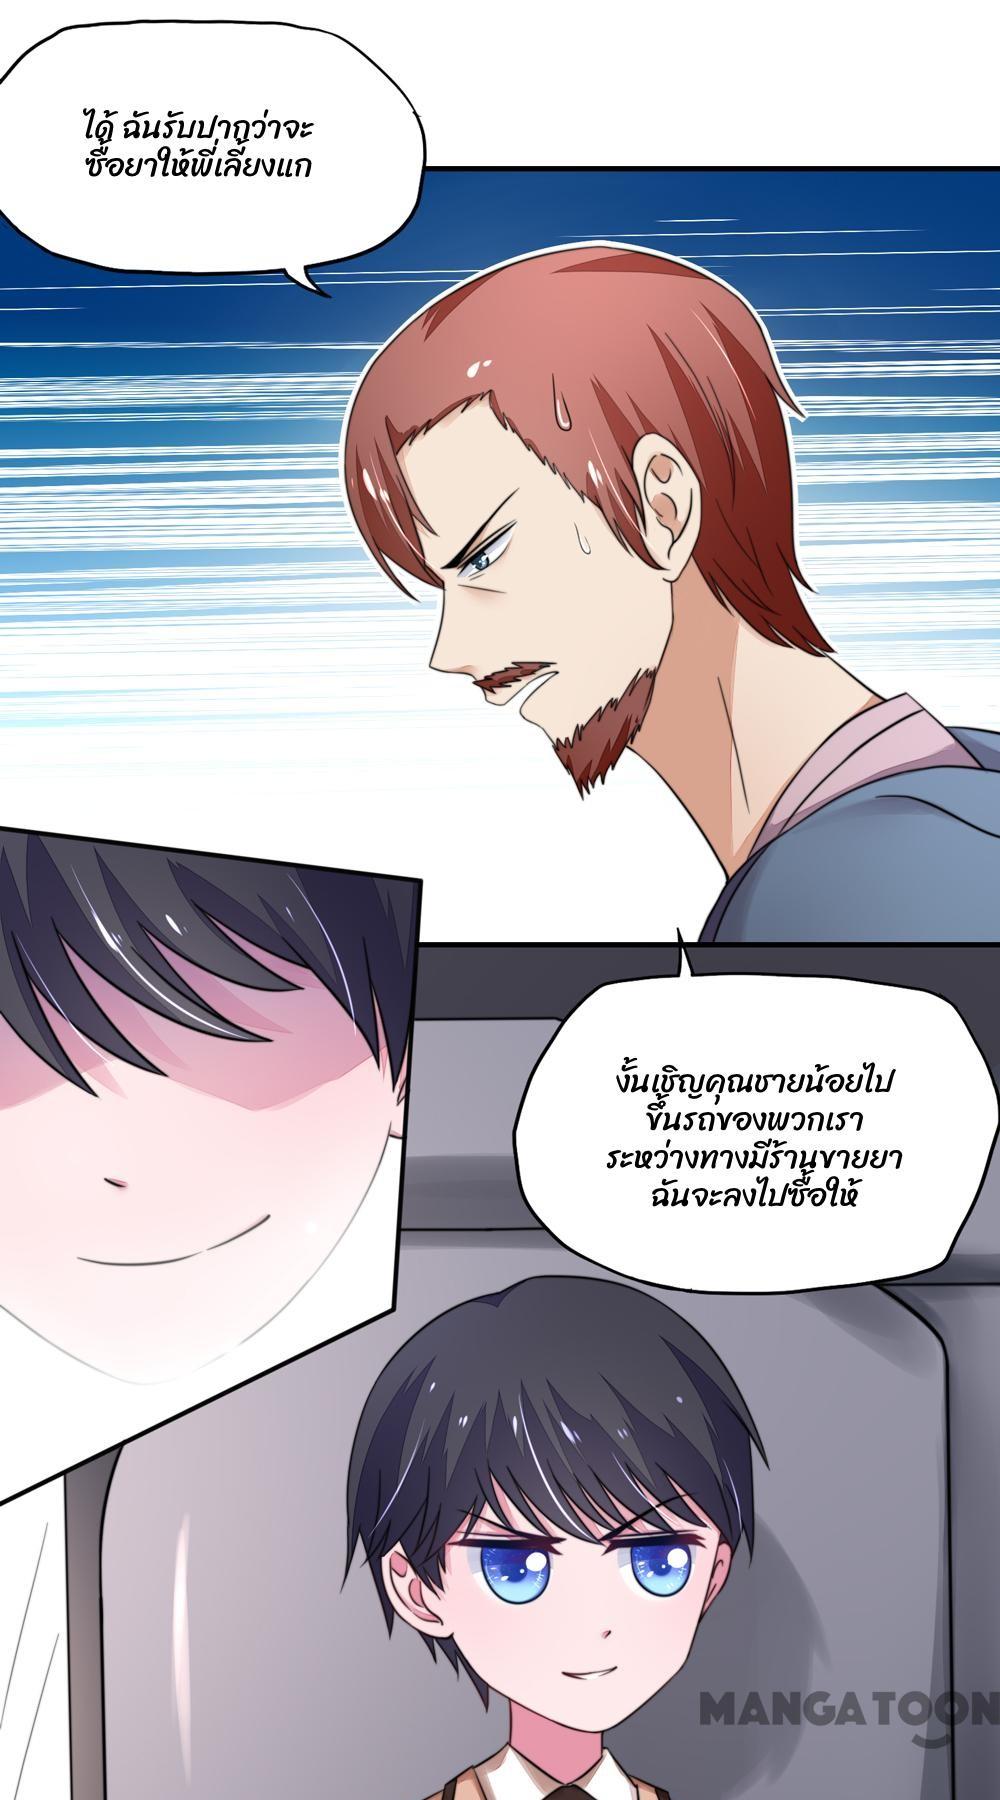 ได้ ฉันรับปากว่าจะ
ซื้อยาให้พี่เลี้ยงแก
งั้นเชิญคุณชายน้อยไป
ขึ้นรถของพวกเรา
ระหว่างทางมีร้านขายยา
ฉันจะลงไปซื้อให้
MANGATOON